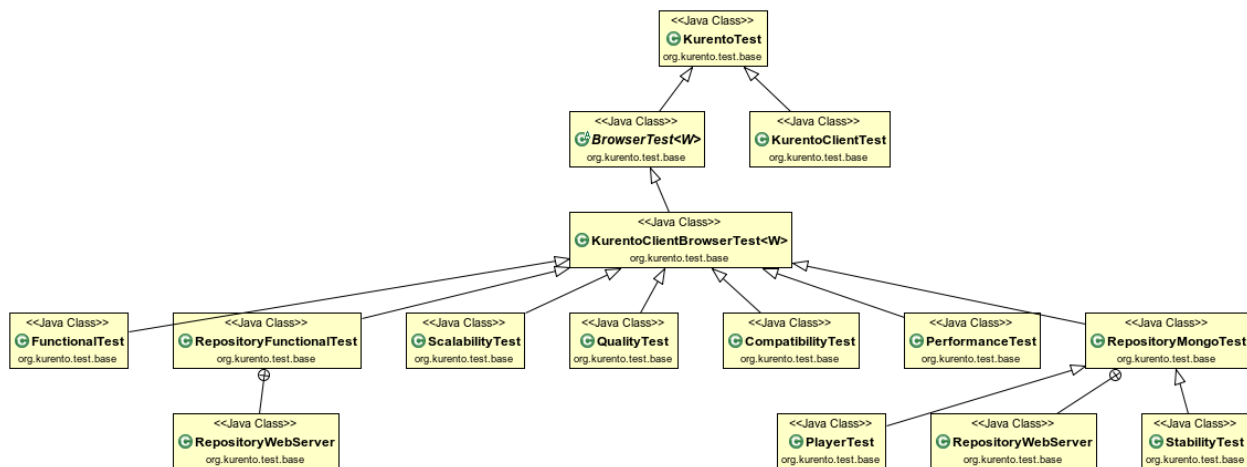 <<Java Class>>
KurentoTest
org.kurento.test.base
<<Java Class>>
BrowserTest<W>
org.kurento.test.base
<<Java Class>>
KurentoClientTest
org.kurento.test.base
<<Java Class>>
KurentoClientBrowserTest<W>
org.kurento.test.base
<<Java Class>>
FunctionalTest
org.kurento.test.base
<<Java Class>>
RepositoryFunctionalTest
org.kurento.test.base
<<Java Class>>
ScalabilityTest
org.kurento.test.base
<<Java Class>>
QualityTest
org.kurento.test.base
<<Java Class>>
CompatibilityTest
org.kurento.test.base
<<Java Class>>
PerformanceTest
org.kurento.test.base
<<Java Class>>
RepositoryMongoTest
org.kurento.test.base
<<Java Class>>
RepositoryWebServer
org.kurento.test.base
<<Java Class>>
PlayerTest
org.kurento.test.base
<<Java Class>>
RepositoryWebServer
org.kurento.test.base
<<Java Class>>
StabilityTest
org.kurento.test.base